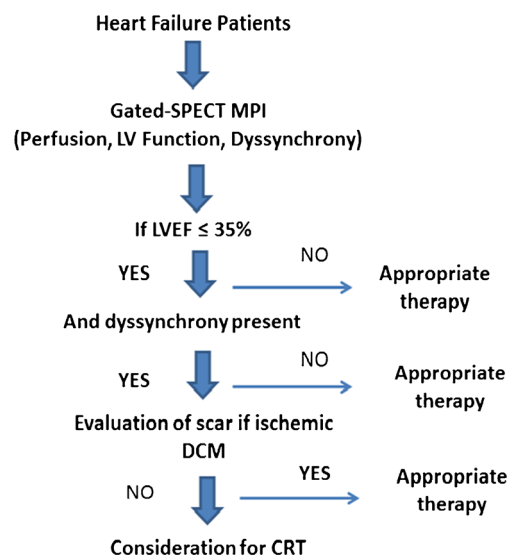 Heart Failure Patients
Gated-SPECT MPI
(Perfusion, LV Function, Dyssynchrony)
If LVEF ≤ 35%
YES
NO
Appropriate
therapy
And dyssynchrony present
YES
NO
Appropriate
therapy
Evaluation of scar if ischemic
DCM
NO
YES
Appropriate
therapy
Consideration for CRT